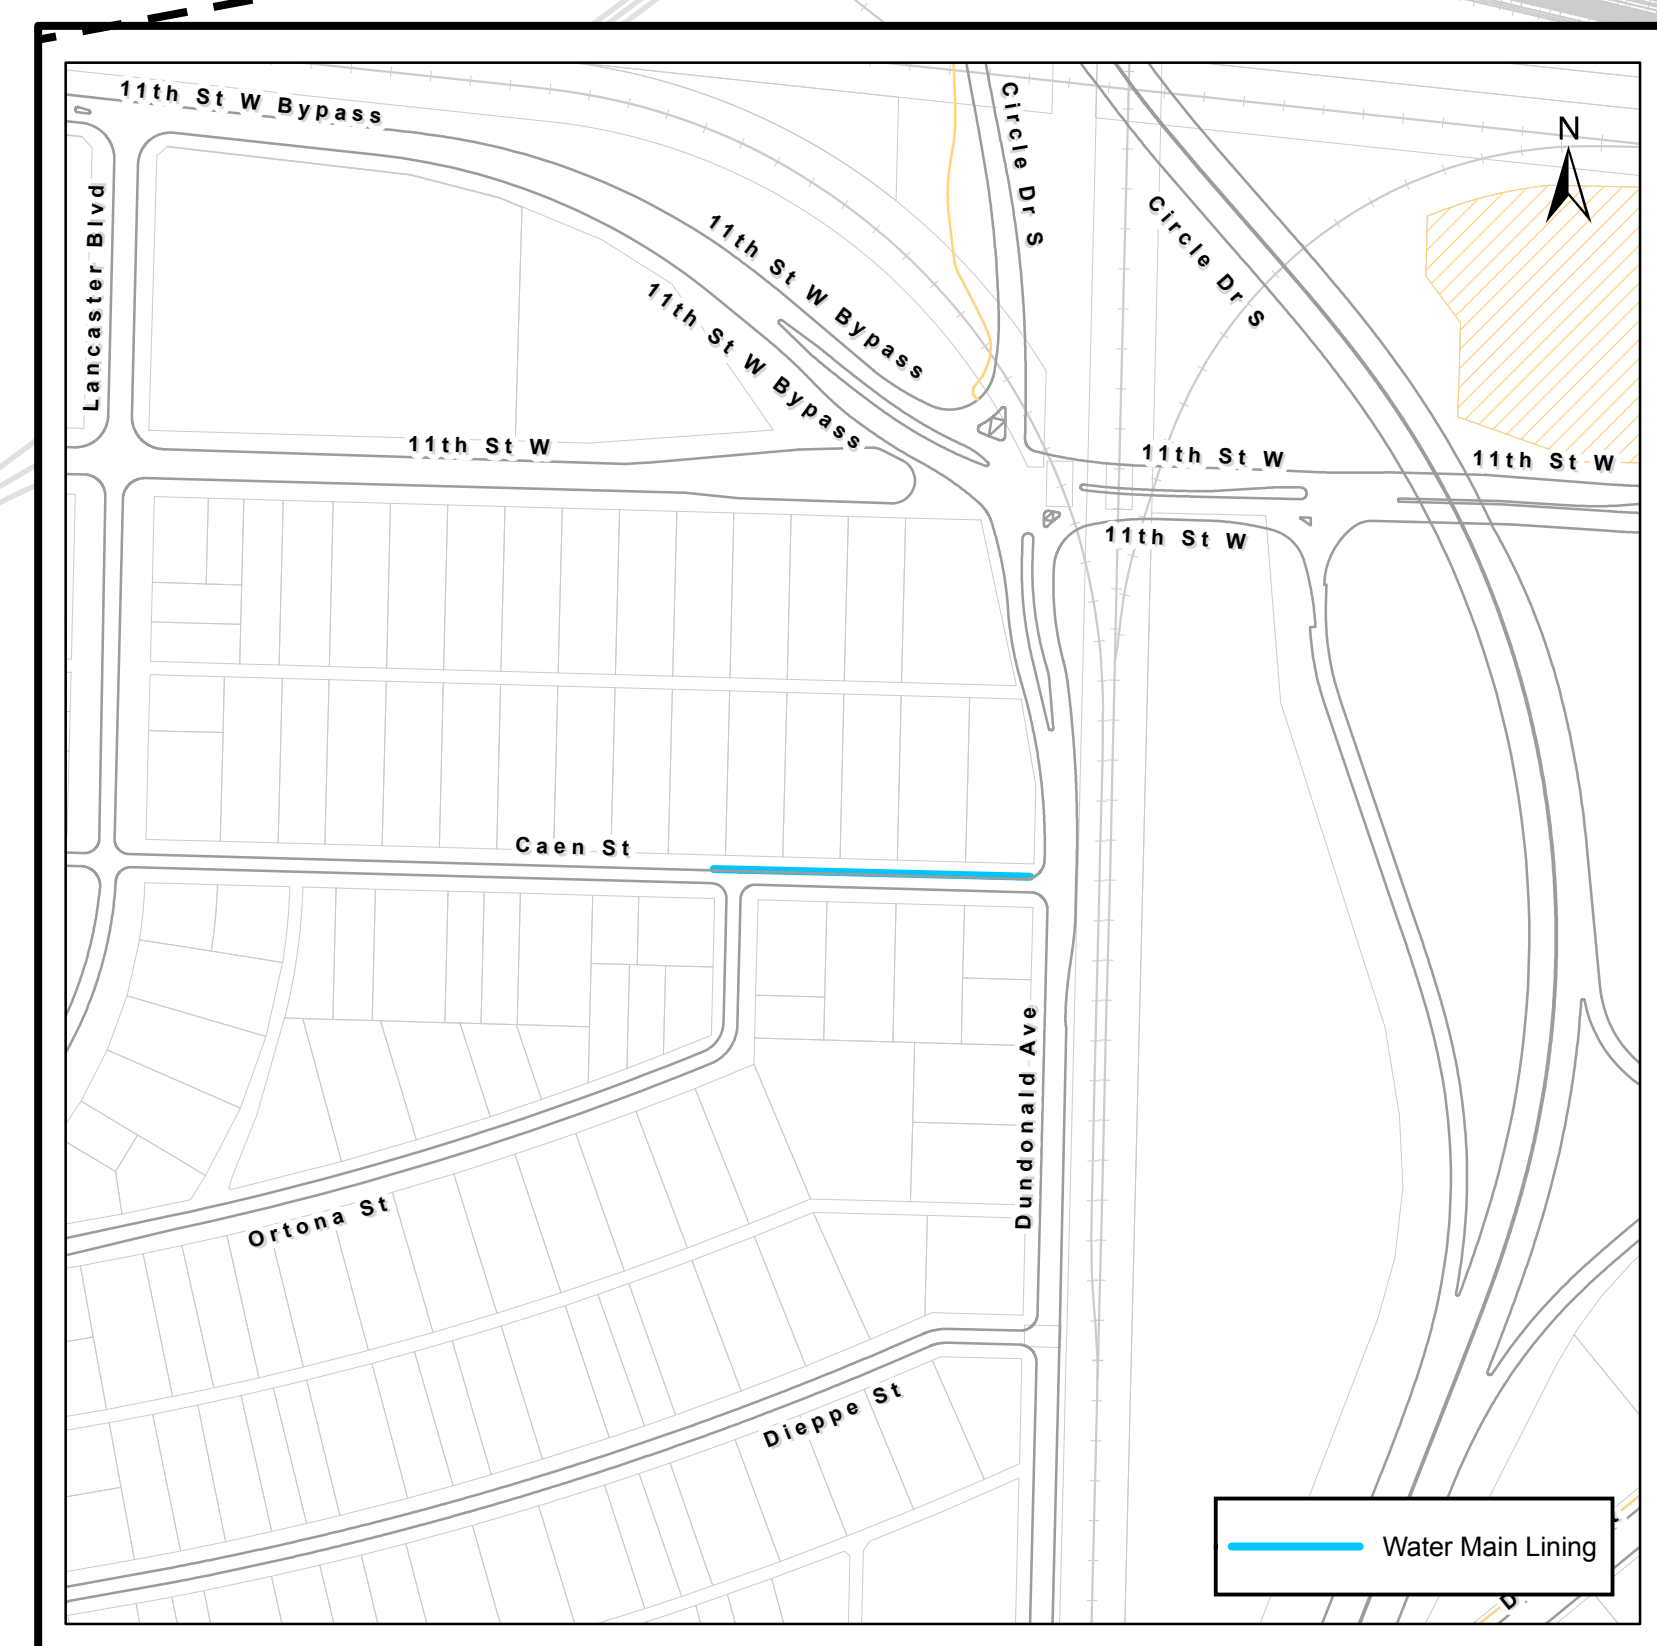 11th St W Bypass
Circle Dr S
N
Lancaster Blvd
Circle Dr S
11th St W Bypass
11th St W Bypass
11th St W
11th St W
11th St W
11th St W
Caen St
Dundonald Ave
Ortona St
Dieppe St
Water Main Lining